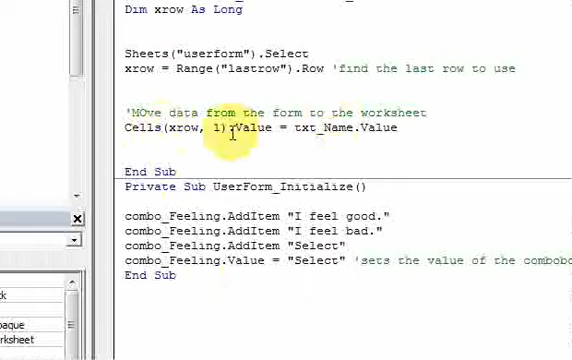 Dim xrow As Long
Sheets("userform").Select
xrow = Range("lastrow").Row 'find the last row to use
'MOve data from the form to the worksheet
Cells(xrow, 1).Value = txt_Name.Value
End Sub
Private Sub UserForm_Initialize()
combo_Feeling.AddItem "I feel good."
combo_Feeling.AddItem "I feel bad."
combo_Feeling.AddItem "Select"
combo_Feeling.Value = "Select" 'sets the value of the combobo
End Sub
ck
paque
rksheet